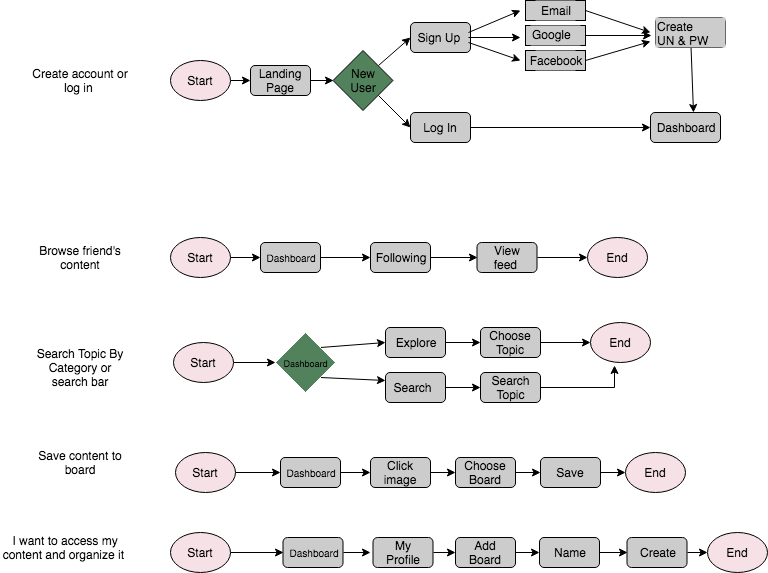 Create account or
log in
Start
Landing
Page
New
User
Sign Up
Email
Google
Facebook
Create
UN & PW
Log In
Dashboard
Browse friend's
content
Start
Dashboard
Following
View
feed
End
Search Topic By
Category or
search bar
Start
Dashboard
Explore
Choose
Topic
End
Search
Search
Topic
Save content to
board
Start
Dashboard
Click
image
Choose
Board
Save
End
I want to access my
content and organize it
Start
Dashboard
My
Profile
Add
Board
Name
Create
End